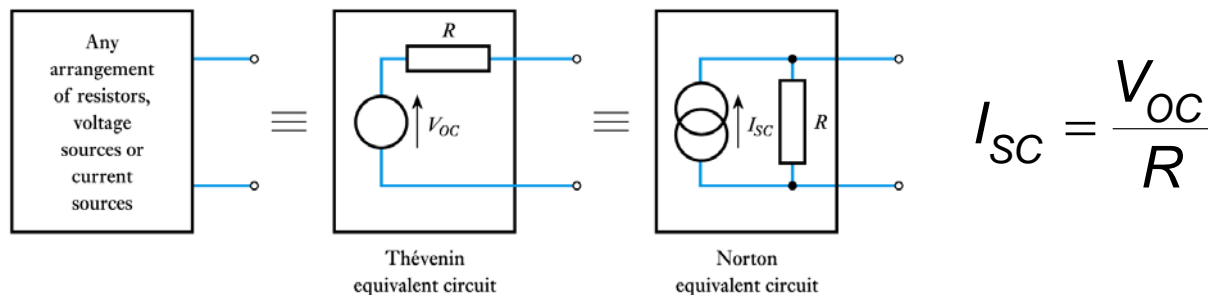 Any
arrangement
of resistors,
voltage
sources or
current
sources
R
V_OC
Thévenin
equivalent circuit
I_SC
R
Norton
equivalent circuit
I_SC = V_OC / R